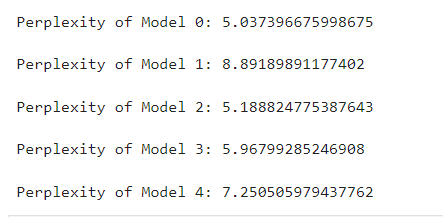 Perplexity of Model 0: 5.037396675998675
Perplexity of Model 1: 8.89189891177402
Perplexity of Model 2: 5.188824775387643
Perplexity of Model 3: 5.96799285246908
Perplexity of Model 4: 7.250505979437762